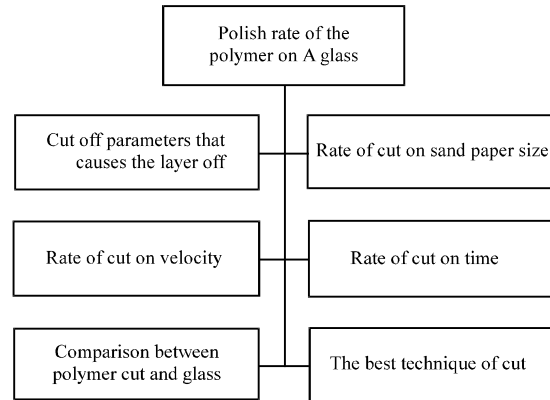 Polish rate of the
polymer on A glass
Cut off parameters that
causes the layer off
Rate of cut on sand paper size
Rate of cut on velocity
Rate of cut on time
Comparison between
polymer cut and glass
The best technique of cut